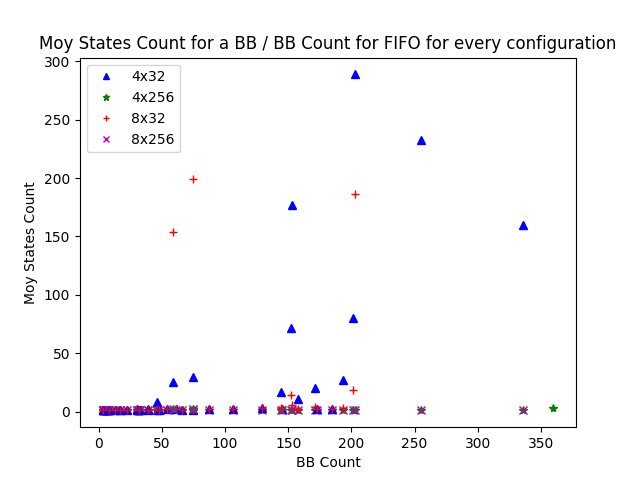 Moy States Count for a BB / BB Count for FIFO for every configuration
300
250
200
150
100
50
0
Moy States Count
4x32
4x256
8x32
8x256
0 50 100 150 200 250 300 350
BB Count